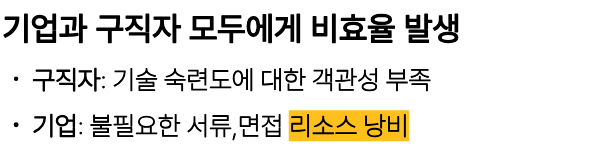 기업과 구직자 모두에게 비효율 발생
• 구직자: 기술 숙련도에 대한 객관성 부족
• 기업: 불필요한 서류,면접 리소스 낭비